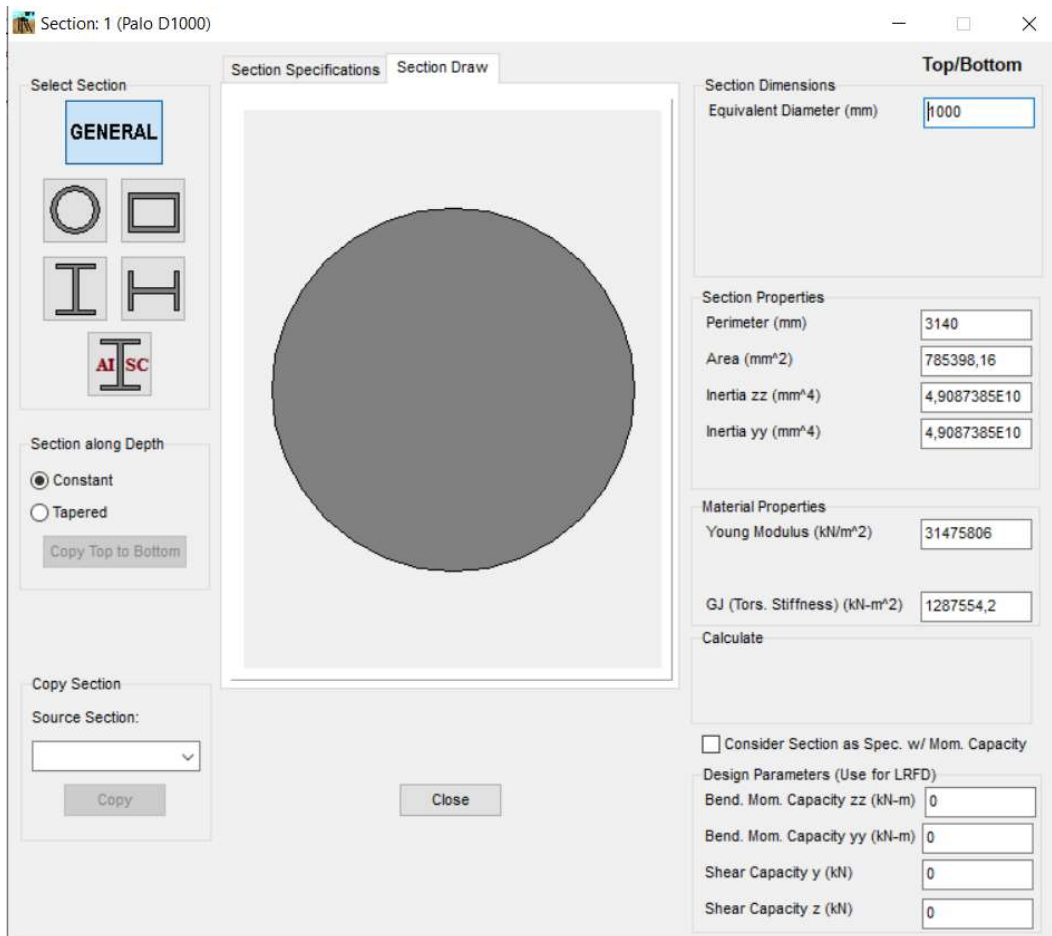 Section: 1 (Palo D1000)
Select Section
GENERAL
AI SC
Section along Depth
Constant
Tapered
Copy Top to Bottom
Copy Section
Source Section:
Copy
Section Specifications
Section Draw
Close
Top/Bottom
Section Dimensions
Equivalent Diameter (mm) 1000
Section Properties
Perimeter (mm) 3140
Area (mm^2) 785398,16
Inertia zz (mm^4) 4,9087385E10
Inertia yy (mm^4) 4,9087385E10
Material Properties
Young Modulus (kN/m^2) 31475806
GJ (Tors. Stiffness) (kN-m^2) 1287554,2
Calculate
Consider Section as Spec. w/ Mom. Capacity
Design Parameters (Use for LRFD)
Bend. Mom. Capacity zz (kN-m) 0
Bend. Mom. Capacity yy (kN-m) 0
Shear Capacity y (kN) 0
Shear Capacity z (kN) 0